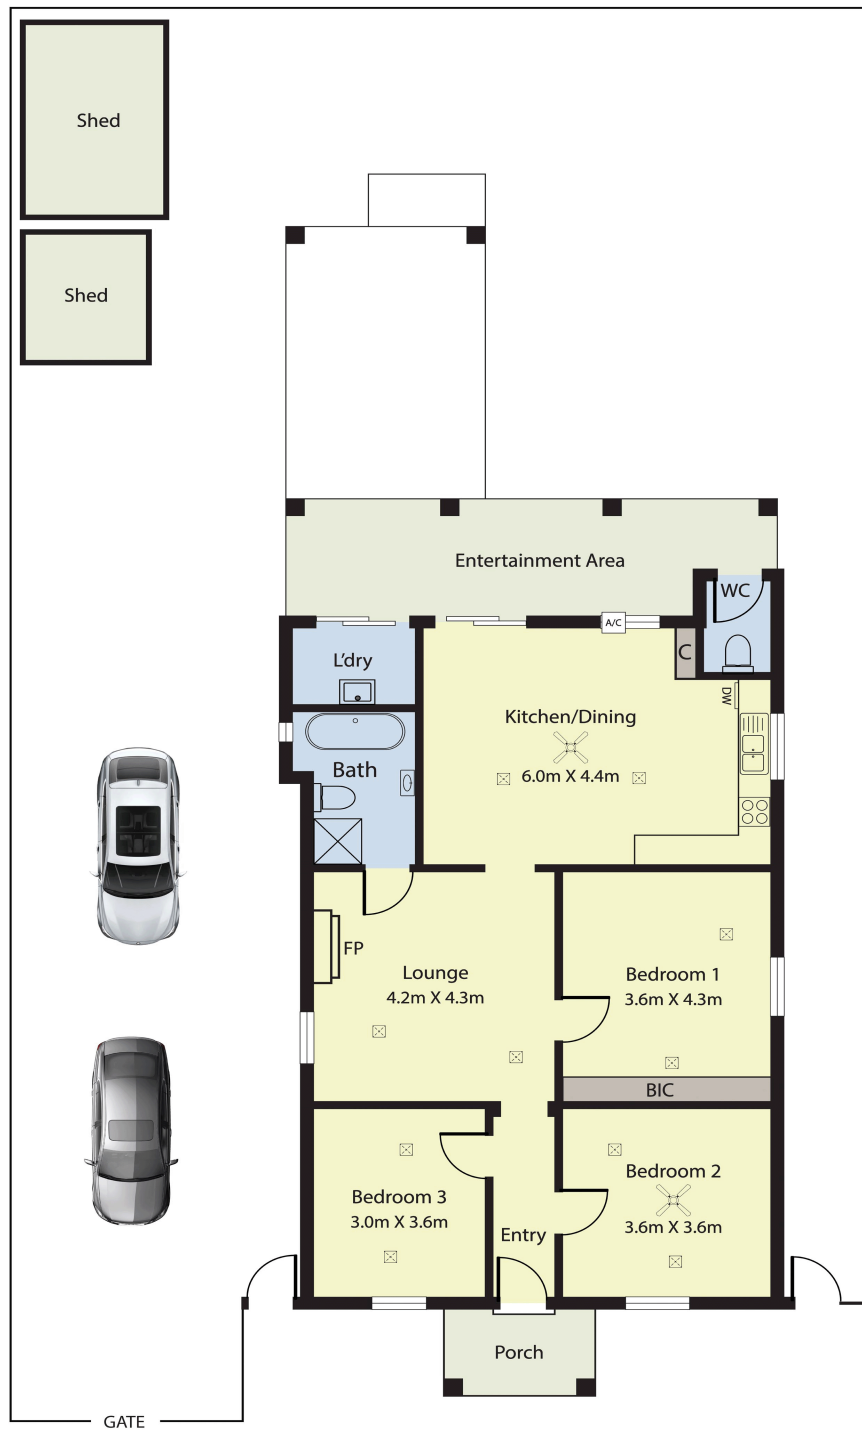 Shed
Shed
Entertainment Area
WC
A/C
C
L'dry
DW
Kitchen/Dining
6.0m X 4.4m
Bath
FP
Lounge
4.2m X 4.3m
Bedroom 1
3.6m X 4.3m
BIC
Bedroom 2
3.6m X 3.6m
Bedroom 3
3.0m X 3.6m
Entry
Porch
GATE